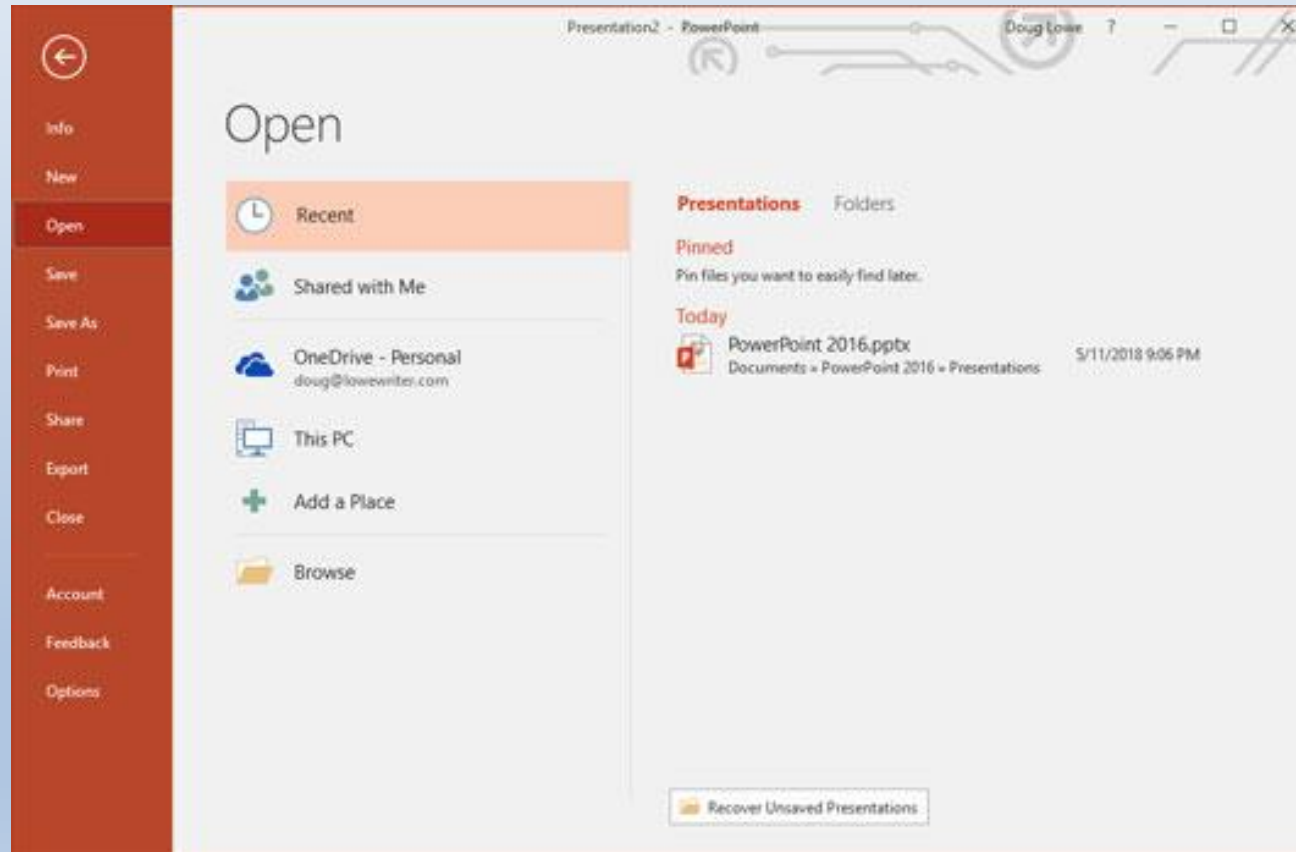 Presentation2 - PowerPoint
Doug Lowe ?
Info
New
Open
Save
Save As
Print
Share
Export
Close
Account
Feedback
Options
Open
Recent
Shared with Me
OneDrive - Personal
doug@lowewriter.com
This PC
Add a Place
Browse
Presentations Folders
Pinned
Pin files you want to easily find later.
Today
PowerPoint 2016.pptx
Documents » PowerPoint 2016 » Presentations
5/11/2018 9:06 PM
Recover Unsaved Presentations